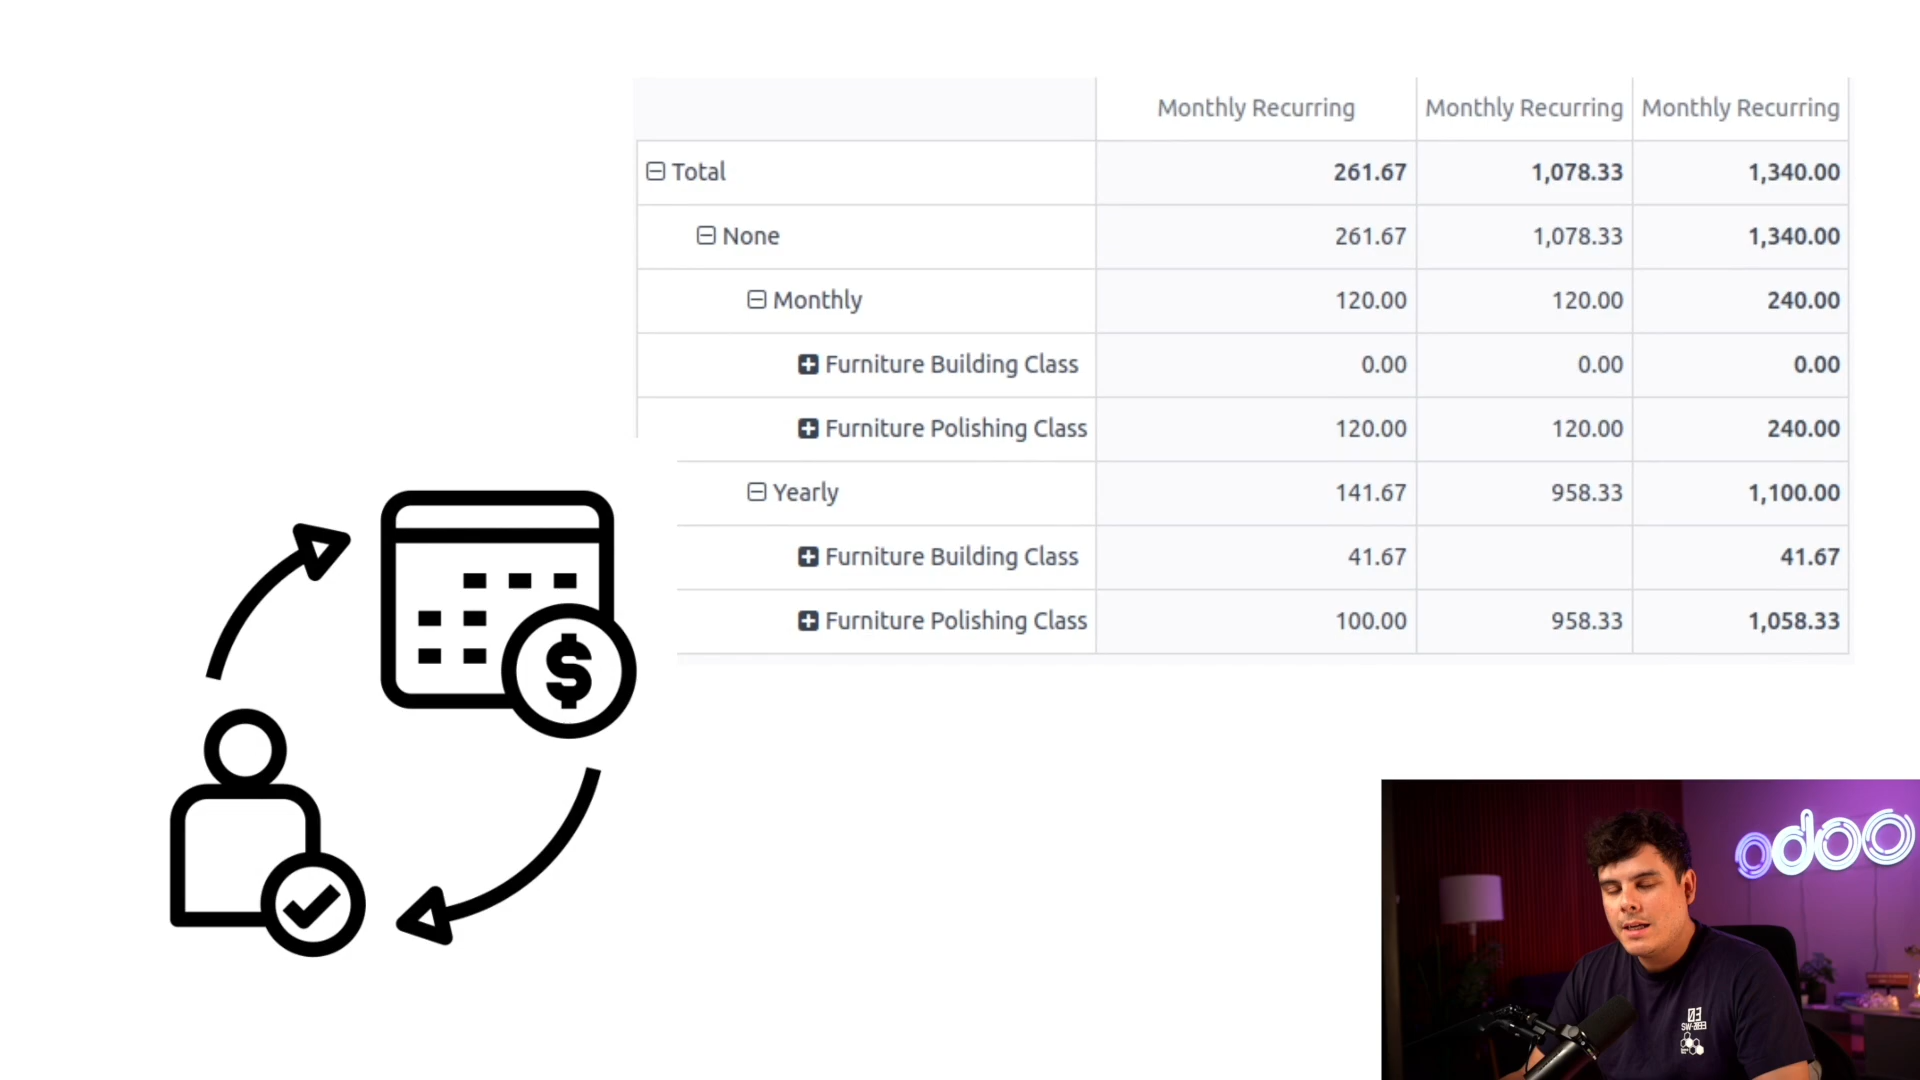 Monthly Recurring Monthly Recurring Monthly Recurring
Total 261.67 1,078.33 1,340.00
None 261.67 1,078.33 1,340.00
Monthly 120.00 120.00 240.00
Furniture Building Class 0.00 0.00 0.00
Furniture Polishing Class 120.00 120.00 240.00
Yearly 141.67 958.33 1,100.00
Furniture Building Class 41.67 41.67
Furniture Polishing Class 100.00 958.33 1,058.33
$
odoo